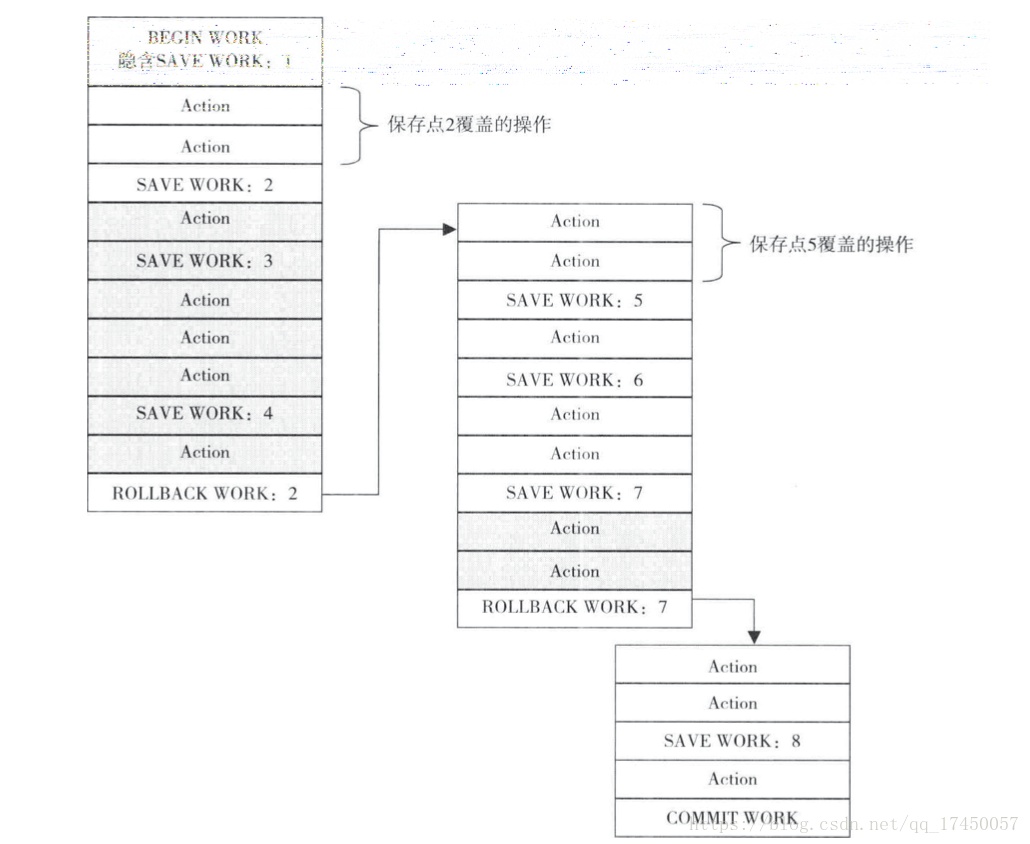 BEGIN WORK
隐含SAVE WORK：1
Action
Action
保存点2覆盖的操作
SAVE WORK：2
Action
SAVE WORK：3
Action
Action
Action
SAVE WORK：4
Action
ROLLBACK WORK：2
Action
Action
保存点5覆盖的操作
SAVE WORK：5
Action
SAVE WORK：6
Action
Action
SAVE WORK：7
Action
Action
ROLLBACK WORK：7
Action
Action
SAVE WORK：8
Action
COMMIT WORK
https://blog.csdn.net/qq_17450057